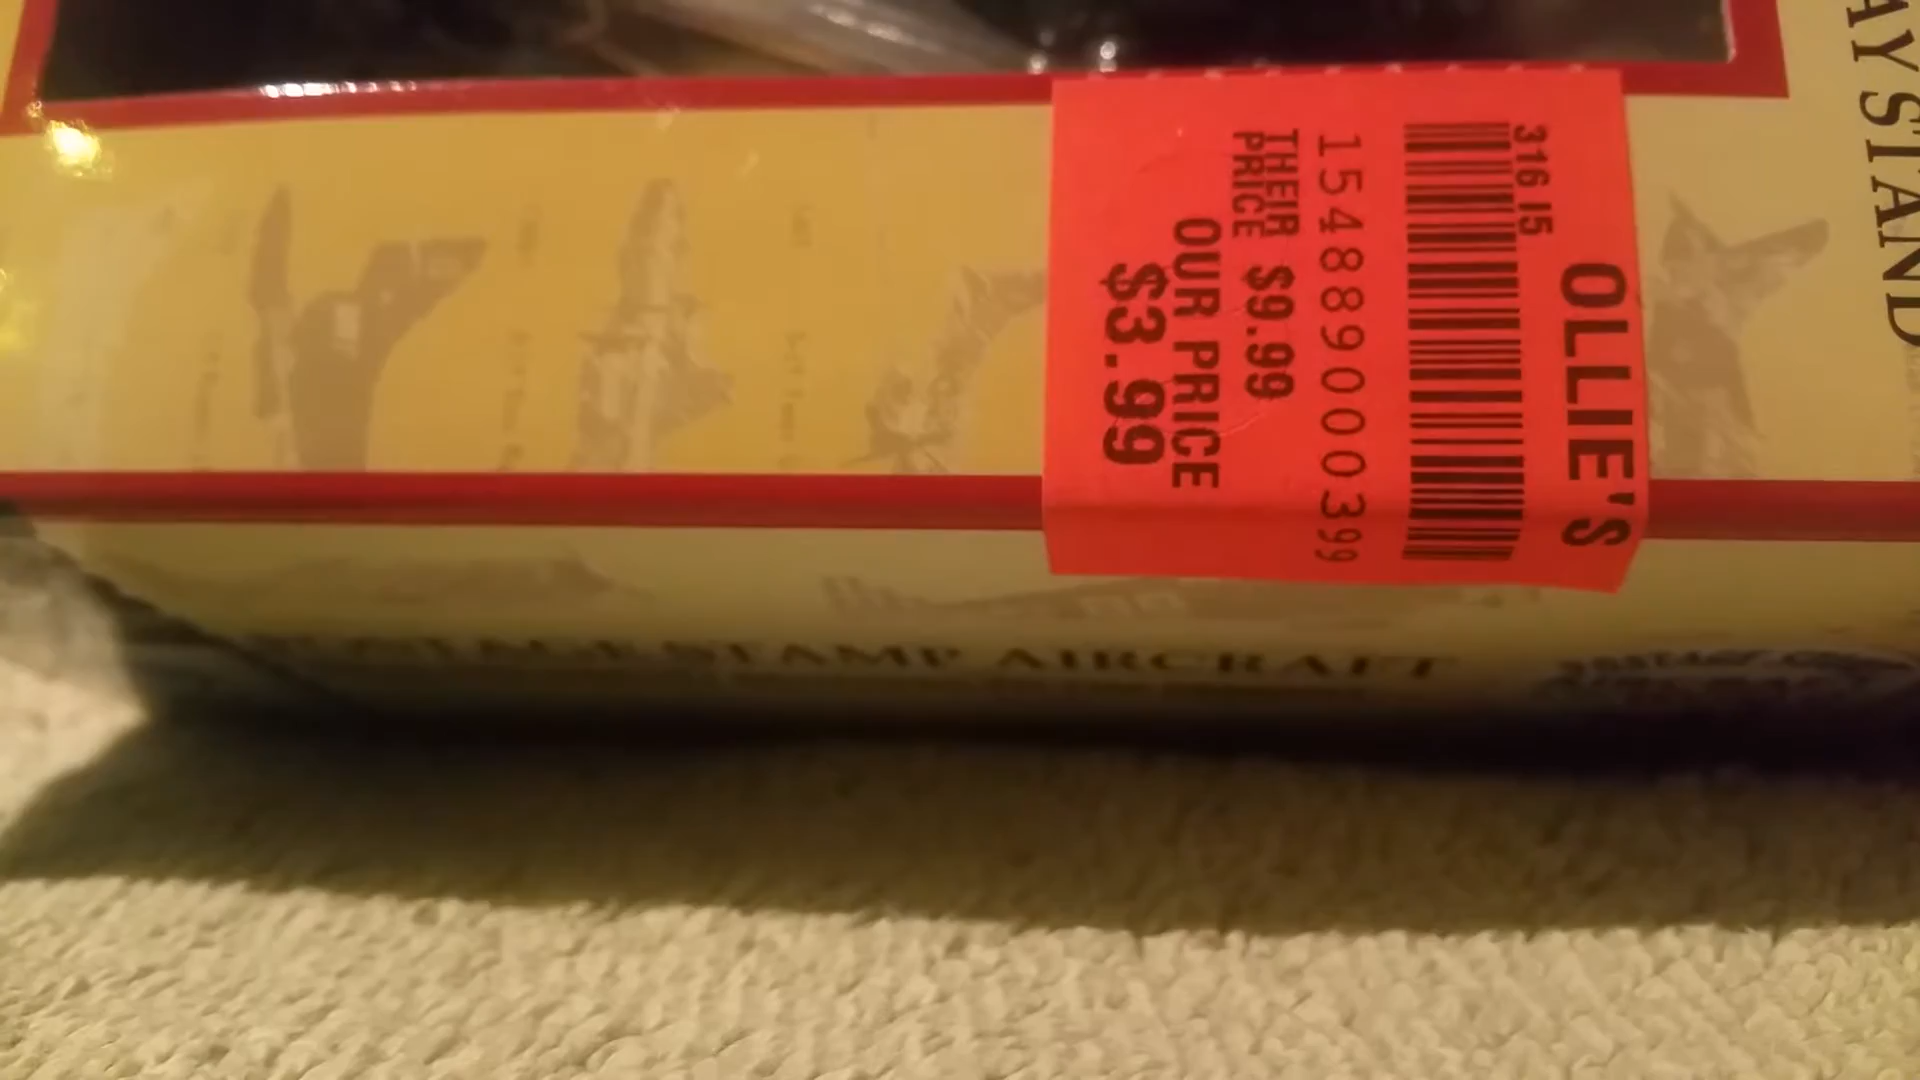 OLLIE'S
316 I5
154889000399
THEIR $9.99
PRICE
OUR PRICE
$3.99
AY STAND
STAMP AIRCRAFT